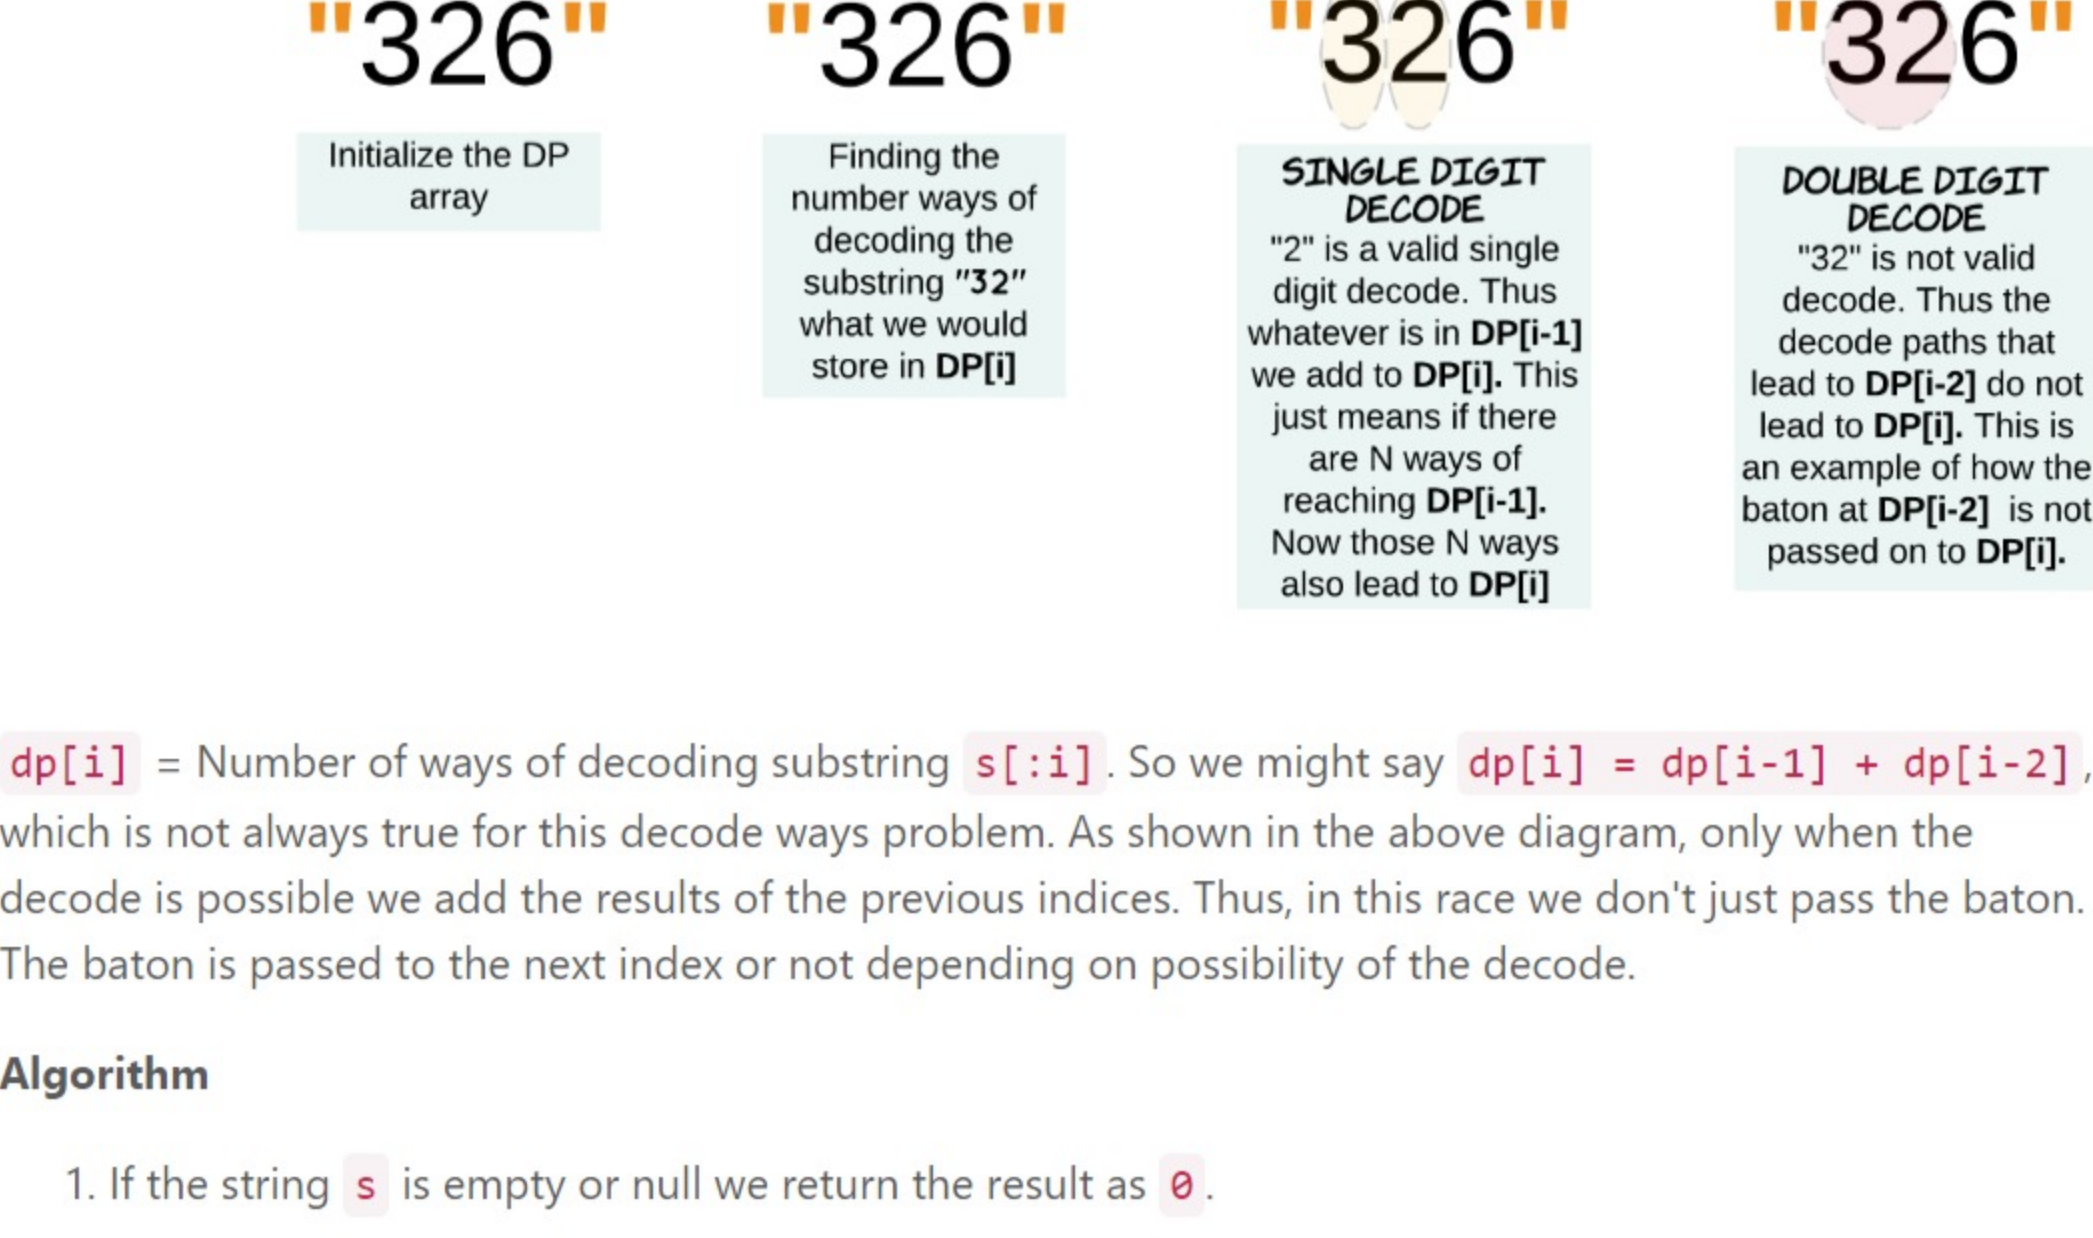 "326"
"326"
"326"
"326"
Initialize the DP
array
Finding the
number ways of
decoding the
substring "32"
what we would
store in DP[i]
SINGLE DIGIT
DECODE
"2" is a valid single
digit decode. Thus
whatever is in DP[i-1]
we add to DP[i]. This
just means if there
are N ways of
reaching DP[i-1].
Now those N ways
also lead to DP[i]
DOUBLE DIGIT
DECODE
"32" is not valid
decode. Thus the
decode paths that
lead to DP[i-2] do not
lead to DP[i]. This is
an example of how the
baton at DP[i-2] is not
passed on to DP[i].
dp[i] = Number of ways of decoding substring s[:i]. So we might say dp[i] = dp[i-1] + dp[i-2],
which is not always true for this decode ways problem. As shown in the above diagram, only when the
decode is possible we add the results of the previous indices. Thus, in this race we don't just pass the baton.
The baton is passed to the next index or not depending on possibility of the decode.
Algorithm
1. If the string s is empty or null we return the result as 0.